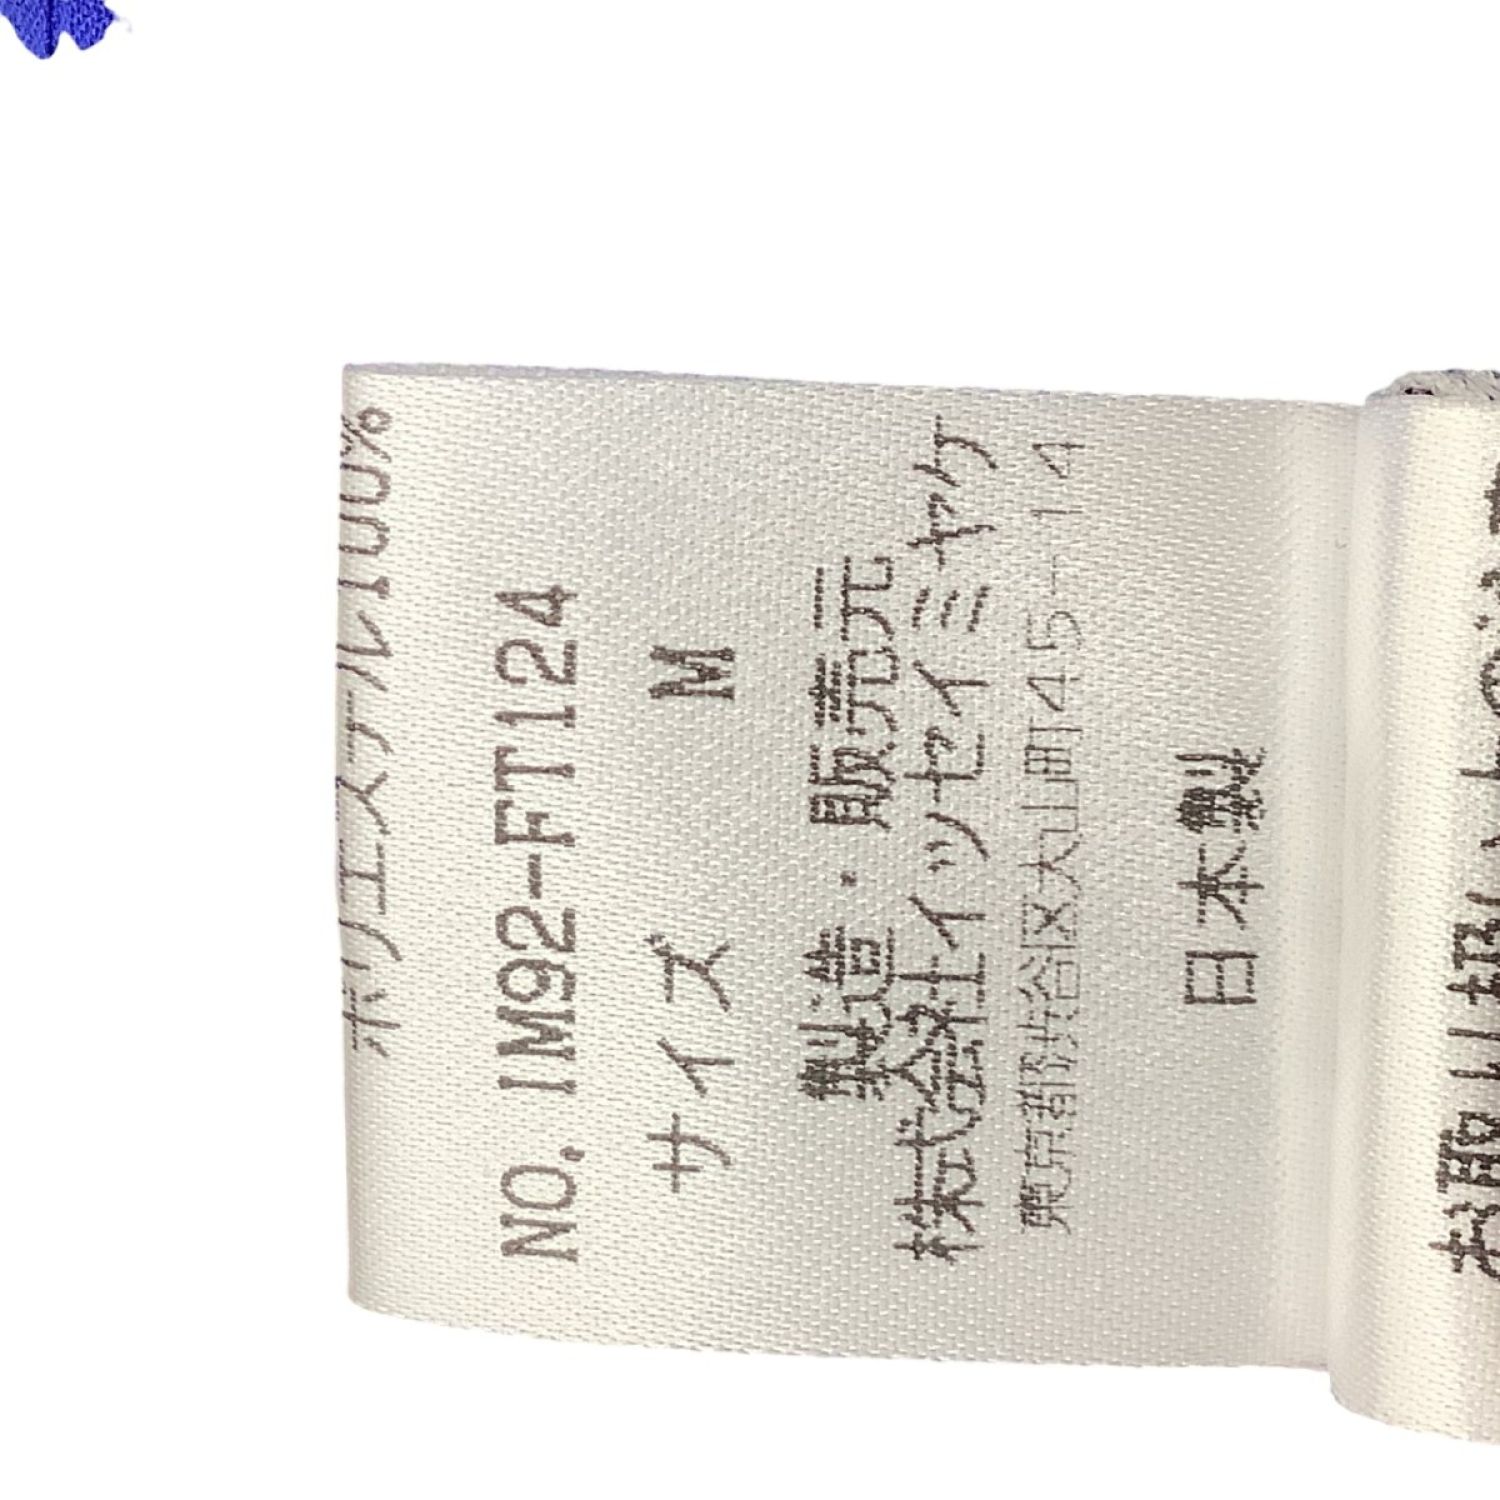 ポリエステル100%
NO. IM92-FT124
サイズ M
製造・販売元
株式会社イッセイミヤケ
東京都渋谷区大山町45-14
日本製